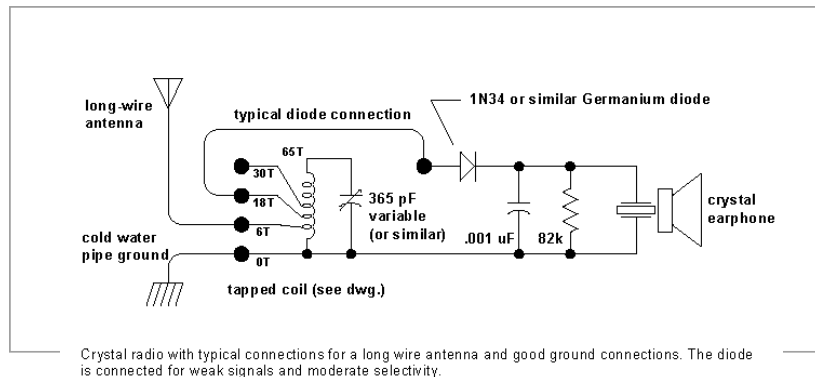 long-wire
antenna
typical diode connection
1N34 or similar Germanium diode
65T
30T
18T
6T
0T
365 pF
variable
(or similar)
.001 uF
82k
crystal
earphone
cold water
pipe ground
tapped coil (see dwg.)
Crystal radio with typical connections for a long wire antenna and good ground connections. The diode
is connected for weak signals and moderate selectivity.